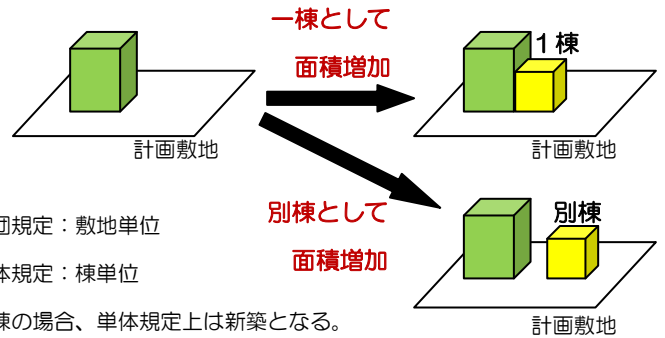 一棟として
面積増加
1棟
計画敷地
計画敷地
別棟として
面積増加
別棟
規定:敷地単位
規定:棟単位
の場合、単体規定上は新築となる。
計画敷地